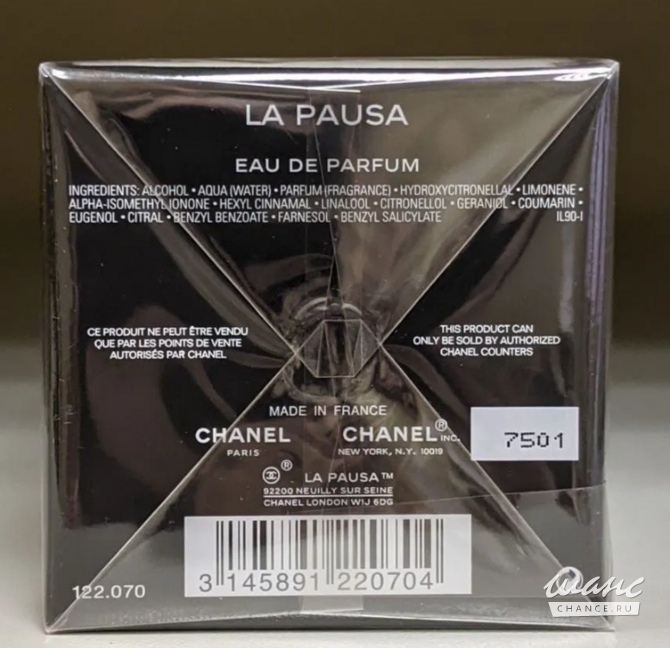 LA PAUSA
EAU DE PARFUM
INGREDIENTS: ALCOHOL • AQUA (WATER) • PARFUM (FRAGRANCE) • HYDROXYCITRONELLAL • LIMONENE •
ALPHA-ISOMETHYL IONONE • HEXYL CINNAMAL • LINALOOL • CITRONELLOL • GERANIOL • COUMARIN •
EUGENOL • CITRAL • BENZYL BENZOATE • FARNESOL • BENZYL SALICYLATE IL90-I
CE PRODUIT NE PEUT ÊTRE VENDU
QUE PAR LES POINTS DE VENTE
AUTORISÉS PAR CHANEL
THIS PRODUCT CAN
ONLY BE SOLD BY AUTHORIZED
CHANEL COUNTERS
MADE IN FRANCE
CHANEL
PARIS
CHANEL® INC.
NEW YORK, N.Y. 10019
7501
® LA PAUSA™
92200 NEUILLY SUR SEINE
CHANEL LONDON W1J 6DG
3 145891 220704
122.070
шанс
CHANCE.RU